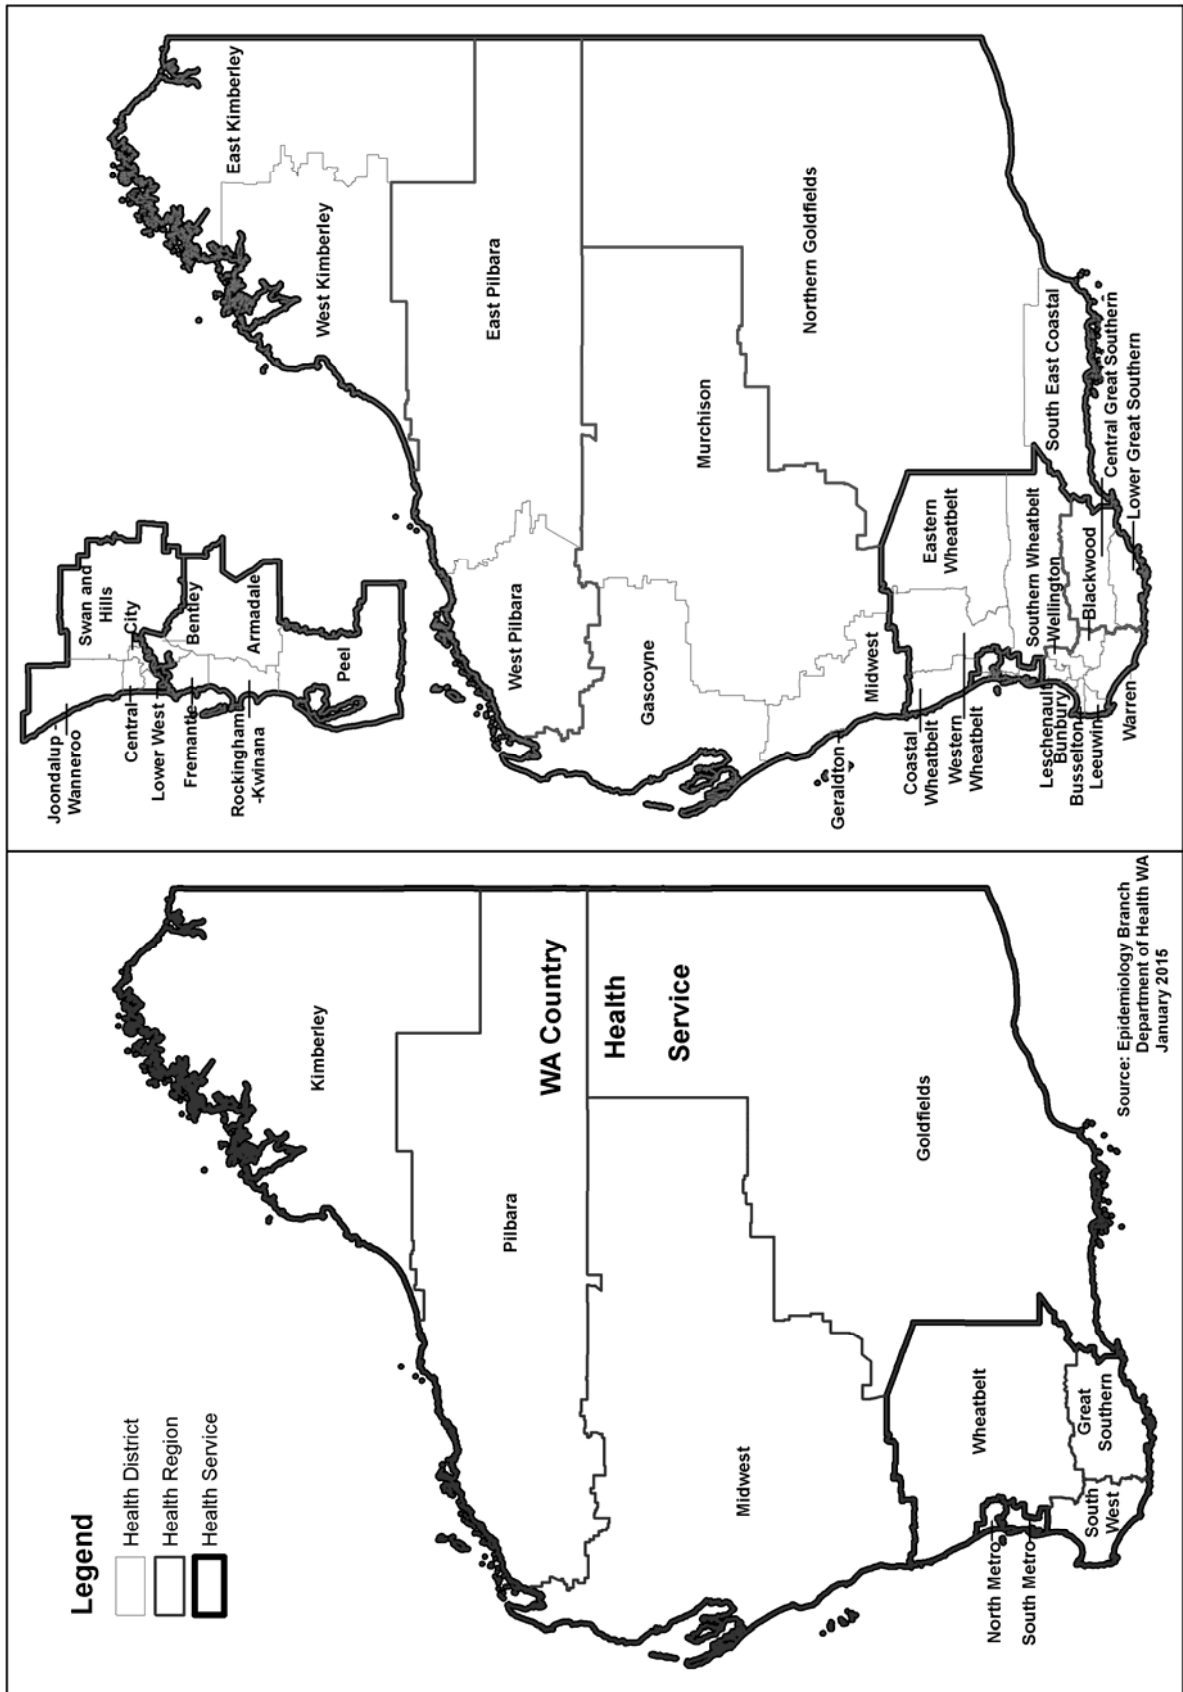 Legend
Health District
Health Region
Health Service
Kimberley
Pilbara
WA Country
Health
Service
Midwest
Goldfields
Wheatbelt
North Metro
South Metro
Great
Southern
South
West
Source: Epidemiology Branch
Department of Health WA
January 2015
Joondalup -
Wanneroo
Swan and
Hills
Central
City
Lower West
Bentley
Fremantle
Armadale
Rockingham
-Kwinana
Peel
East Kimberley
West Kimberley
East Pilbara
West Pilbara
Gascoyne
Murchison
Northern Goldfields
Midwest
Geraldton
Coastal
Wheatbelt
Western
Wheatbelt
Eastern
Wheatbelt
Southern Wheatbelt
South East Coastal
Leschenault
Bunbury
Wellington
Busselton
Leeuwin
Blackwood
Warren
Central Great Southern
Lower Great Southern